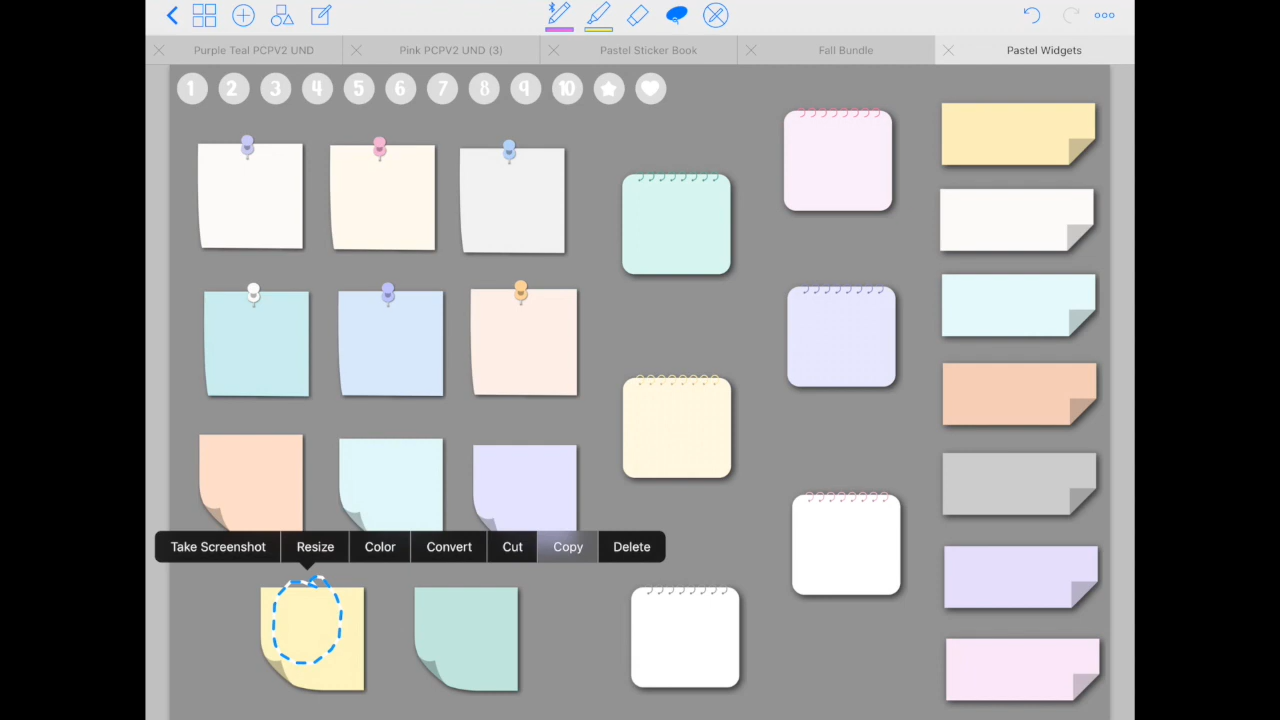 Purple Teal PCPV2 UND Pink PCPV2 UND (3) Pastel Sticker Book Fall Bundle Pastel Widgets
1 2 3 4 5 6 7 8 9 10
Take Screenshot Resize Color Convert Cut Copy Delete